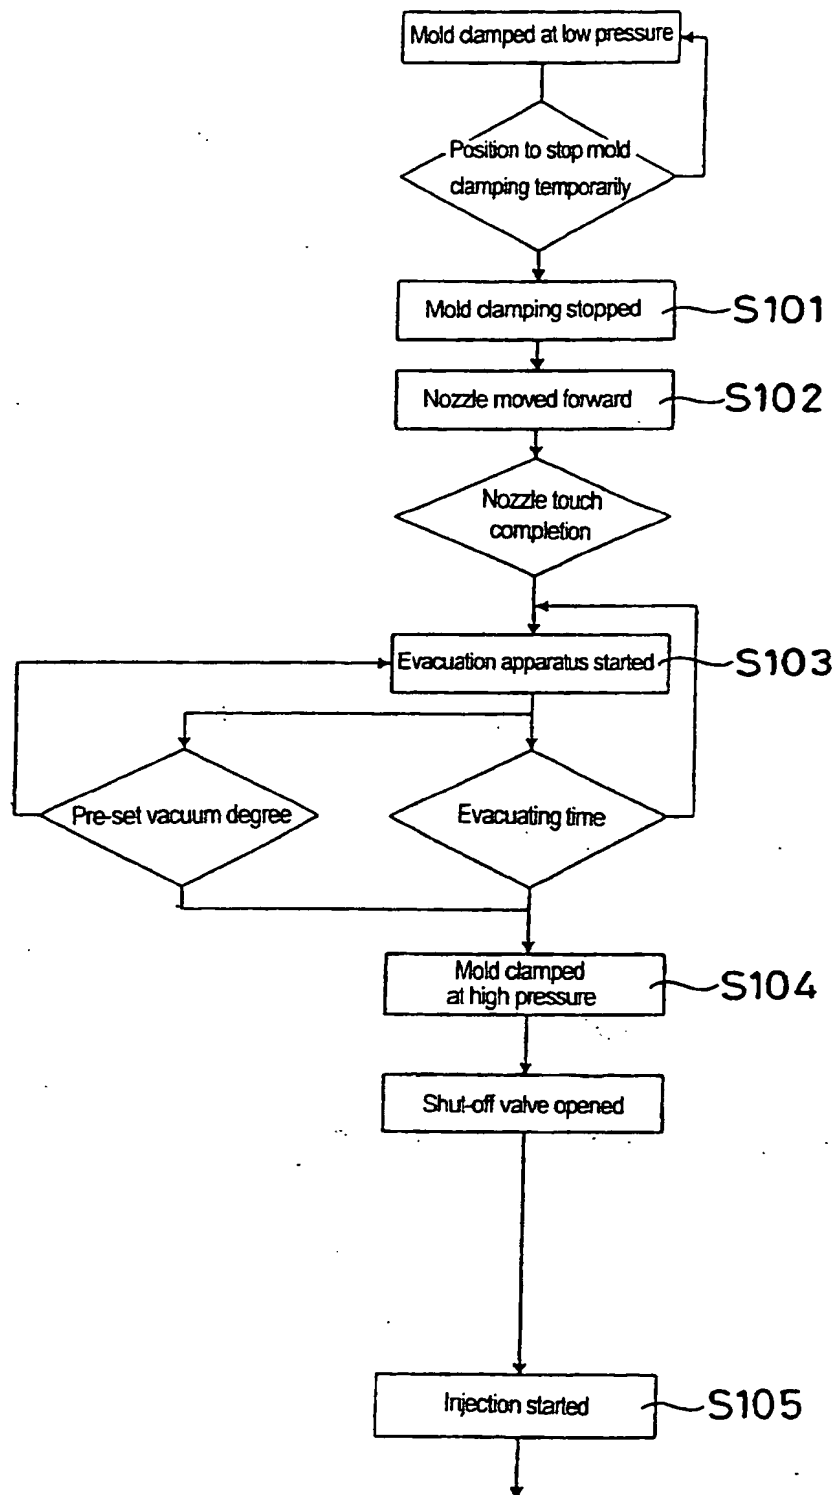 Mold clamped at low pressure
Position to stop mold
clamping temporarily
Mold clamping stopped
S101
Nozzle moved forward
S102
Nozzle touch
completion
Evacuation apparatus started
S103
Pre-set vacuum degree
Evacuating time
Mold clamped
at high pressure
S104
Shut-off valve opened
Injection started
S105